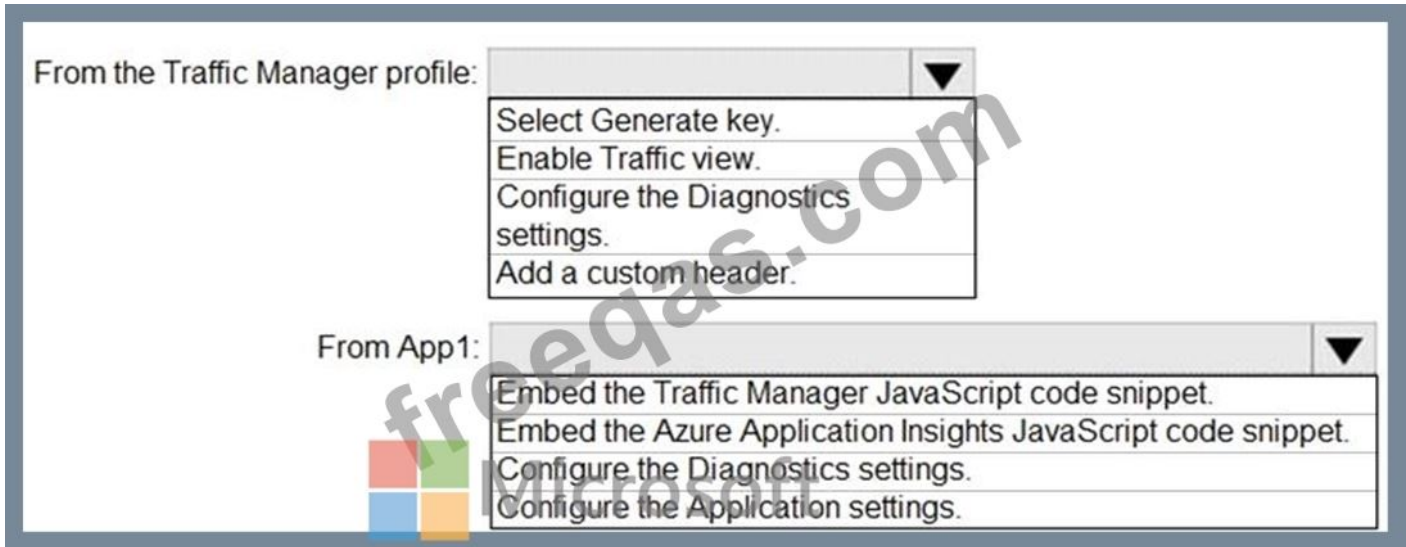 From the Traffic Manager profile:
Select Generate key.
Enable Traffic view.
Configure the Diagnostics
settings.
Add a custom header.
From App1:
Embed the Traffic Manager JavaScript code snippet.
Embed the Azure Application Insights JavaScript code snippet.
Configure the Diagnostics settings.
Configure the Application settings.
freeqas.com
Microsoft